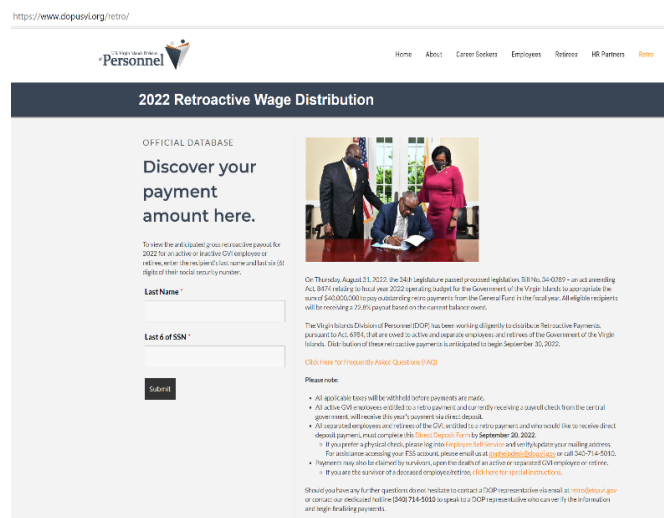 https://www.dopusvi.org/retro/
U.S. Virgin Islands Division
of Personnel
Home About Career Seekers Employees Retirees HR Partners Retro
2022 Retroactive Wage Distribution
OFFICIAL DATABASE
Discover your
payment
amount here.
To view the anticipated gross retroactive payout for
2022 for an active or inactive GVI employee or
retiree, enter the recipient's last name and last six (6)
digits of their social security number.
Last Name *
Last 6 of SSN *
Submit
On Thursday, August 31, 2022, the 34th Legislature passed proposed legislation, Bill No. 34-0289 – an act amending
Act. 8474 relating to fiscal year 2022 operating budget for the Government of the Virgin Islands to appropriate the
sum of $40,000,000 to pay outstanding retro payments from the General Fund in the fiscal year. All eligible recipients
will be receiving a 22.8% payout based on the current balance owed.
The Virgin Islands Division of Personnel (DOP) has been working diligently to distribute Retroactive Payments,
pursuant to Act. 6984, that are owed to active and separate employees and retirees of the Government of the Virgin
Islands. Distribution of these retroactive payments is anticipated to begin September 30, 2022.
Click Here for Frequently Asked Questions (FAQ)
Please note:
• All applicable taxes will be withheld before payments are made.
• All active GVI employees entitled to a retro payment and currently receiving a payroll check from the central
government, will receive this year's payment via direct deposit.
• All separated employees and retirees of the GVI, entitled to a retro payment and who would like to receive direct
deposit payment, must complete this Direct Deposit Form by September 20, 2022.
If you prefer a physical check, please log into Employee Self Service and verify/update your mailing address.
For assistance accessing your ESS account, please email us at dophelpdesk@dop.vi.gov or call 340-714-5010.
• Payments may also be claimed by survivors, upon the death of an active or separated GVI employee or retiree.
If you are the survivor of a deceased employee/retiree, click here for special instructions.
Should you have any further questions do not hesitate to contact a DOP representative via email at retro@dop.vi.gov
or contact our dedicated hotline (340) 714-5010 to speak to a DOP representative who can verify the information
and begin finalizing payments.